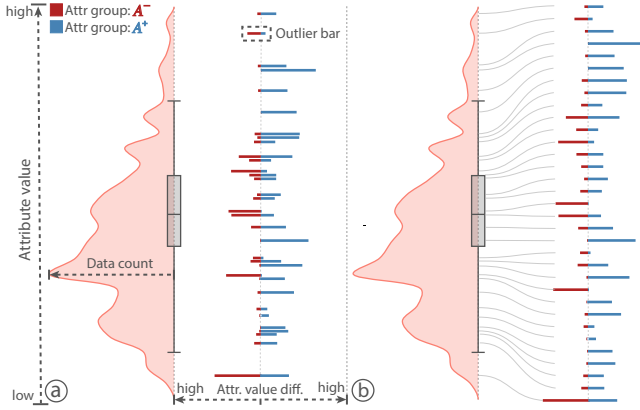 high
Attr group: A⁻
Attr group: A⁺
Outlier bar
Attribute value
Data count
low
a
high
Attr. value diff.
high
b